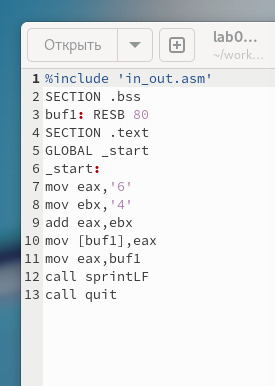 Открыть
lab0...
~/work...
1 %include 'in_out.asm'
2 SECTION .bss
3 buf1: RESB 80
4 SECTION .text
5 GLOBAL _start
6 _start:
7 mov eax,'6'
8 mov ebx,'4'
9 add eax,ebx
10 mov [buf1],eax
11 mov eax,buf1
12 call sprintLF
13 call quit